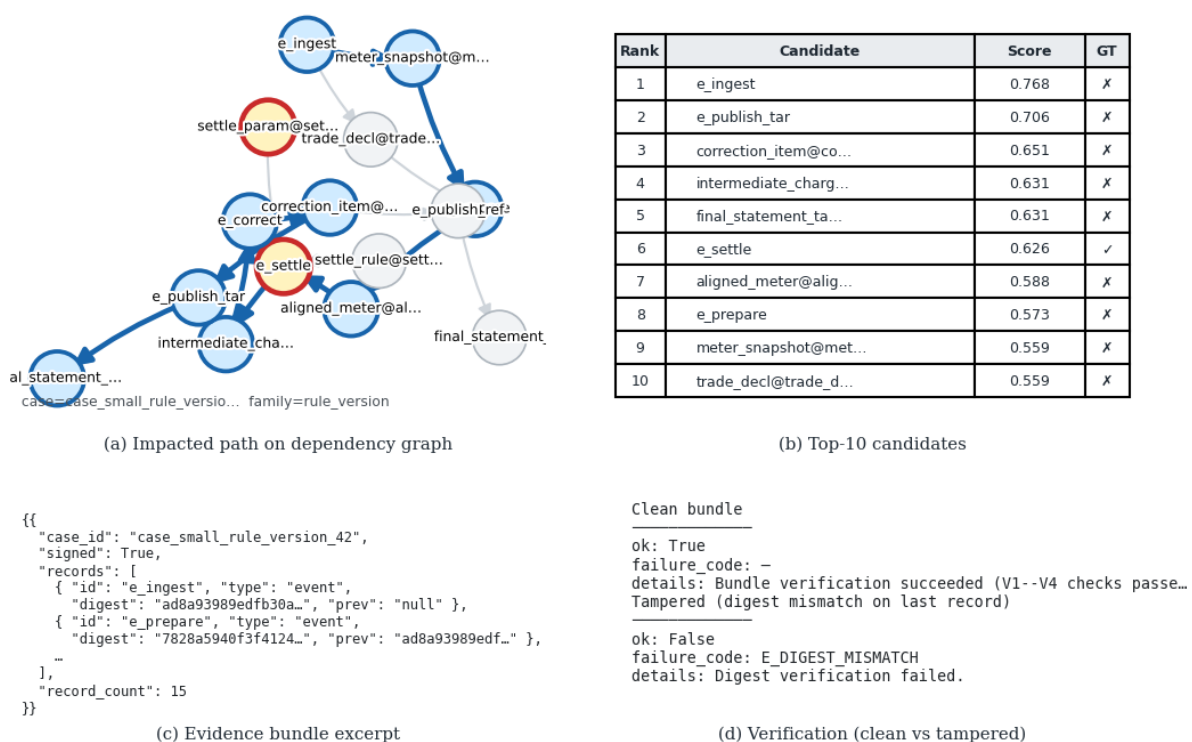 e_ingest
meter_snapshot@m...
settle_param@set...
trade_decl@trade...
correction_item@...
e_publish_ref
e_correct
settle_rule@sett...
e_settle
e_publish_tar
aligned_meter@al...
final_statement_
intermediate_cha...
al_statement_...
case=case_small_rule_versio... family=rule_version
(a) Impacted path on dependency graph
Rank Candidate Score GT
1 e_ingest 0.768 ✗
2 e_publish_tar 0.706 ✗
3 correction_item@co... 0.651 ✗
4 intermediate_charg... 0.631 ✗
5 final_statement_ta... 0.631 ✗
6 e_settle 0.626 ✓
7 aligned_meter@alig... 0.588 ✗
8 e_prepare 0.573 ✗
9 meter_snapshot@met... 0.559 ✗
10 trade_decl@trade_d... 0.559 ✗
(b) Top-10 candidates
{{
"case_id": "case_small_rule_version_42",
"signed": True,
"records": [
{ "id": "e_ingest", "type": "event",
"digest": "ad8a93989edfb30a…", "prev": "null" },
{ "id": "e_prepare", "type": "event",
"digest": "7828a5940f3f4124…", "prev": "ad8a93989edf…" },
…
],
"record_count": 15
}}
(c) Evidence bundle excerpt
Clean bundle
ok: True
failure_code: —
details: Bundle verification succeeded (V1--V4 checks passe…
Tampered (digest mismatch on last record)
ok: False
failure_code: E_DIGEST_MISMATCH
details: Digest verification failed.
(d) Verification (clean vs tampered)